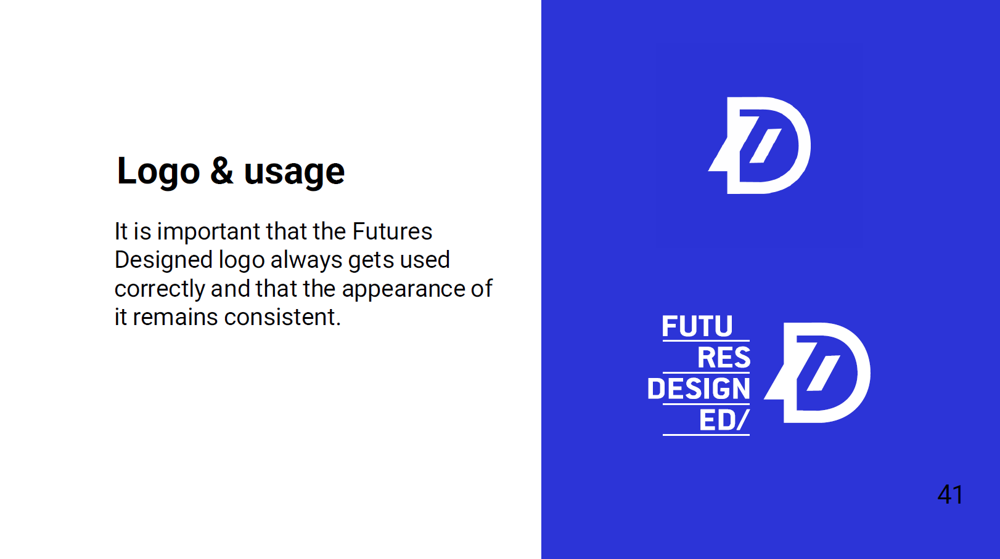 Logo & usage
It is important that the Futures
Designed logo always gets used
correctly and that the appearance of
it remains consistent.
FUTU
RES
DESIGN
ED/
41